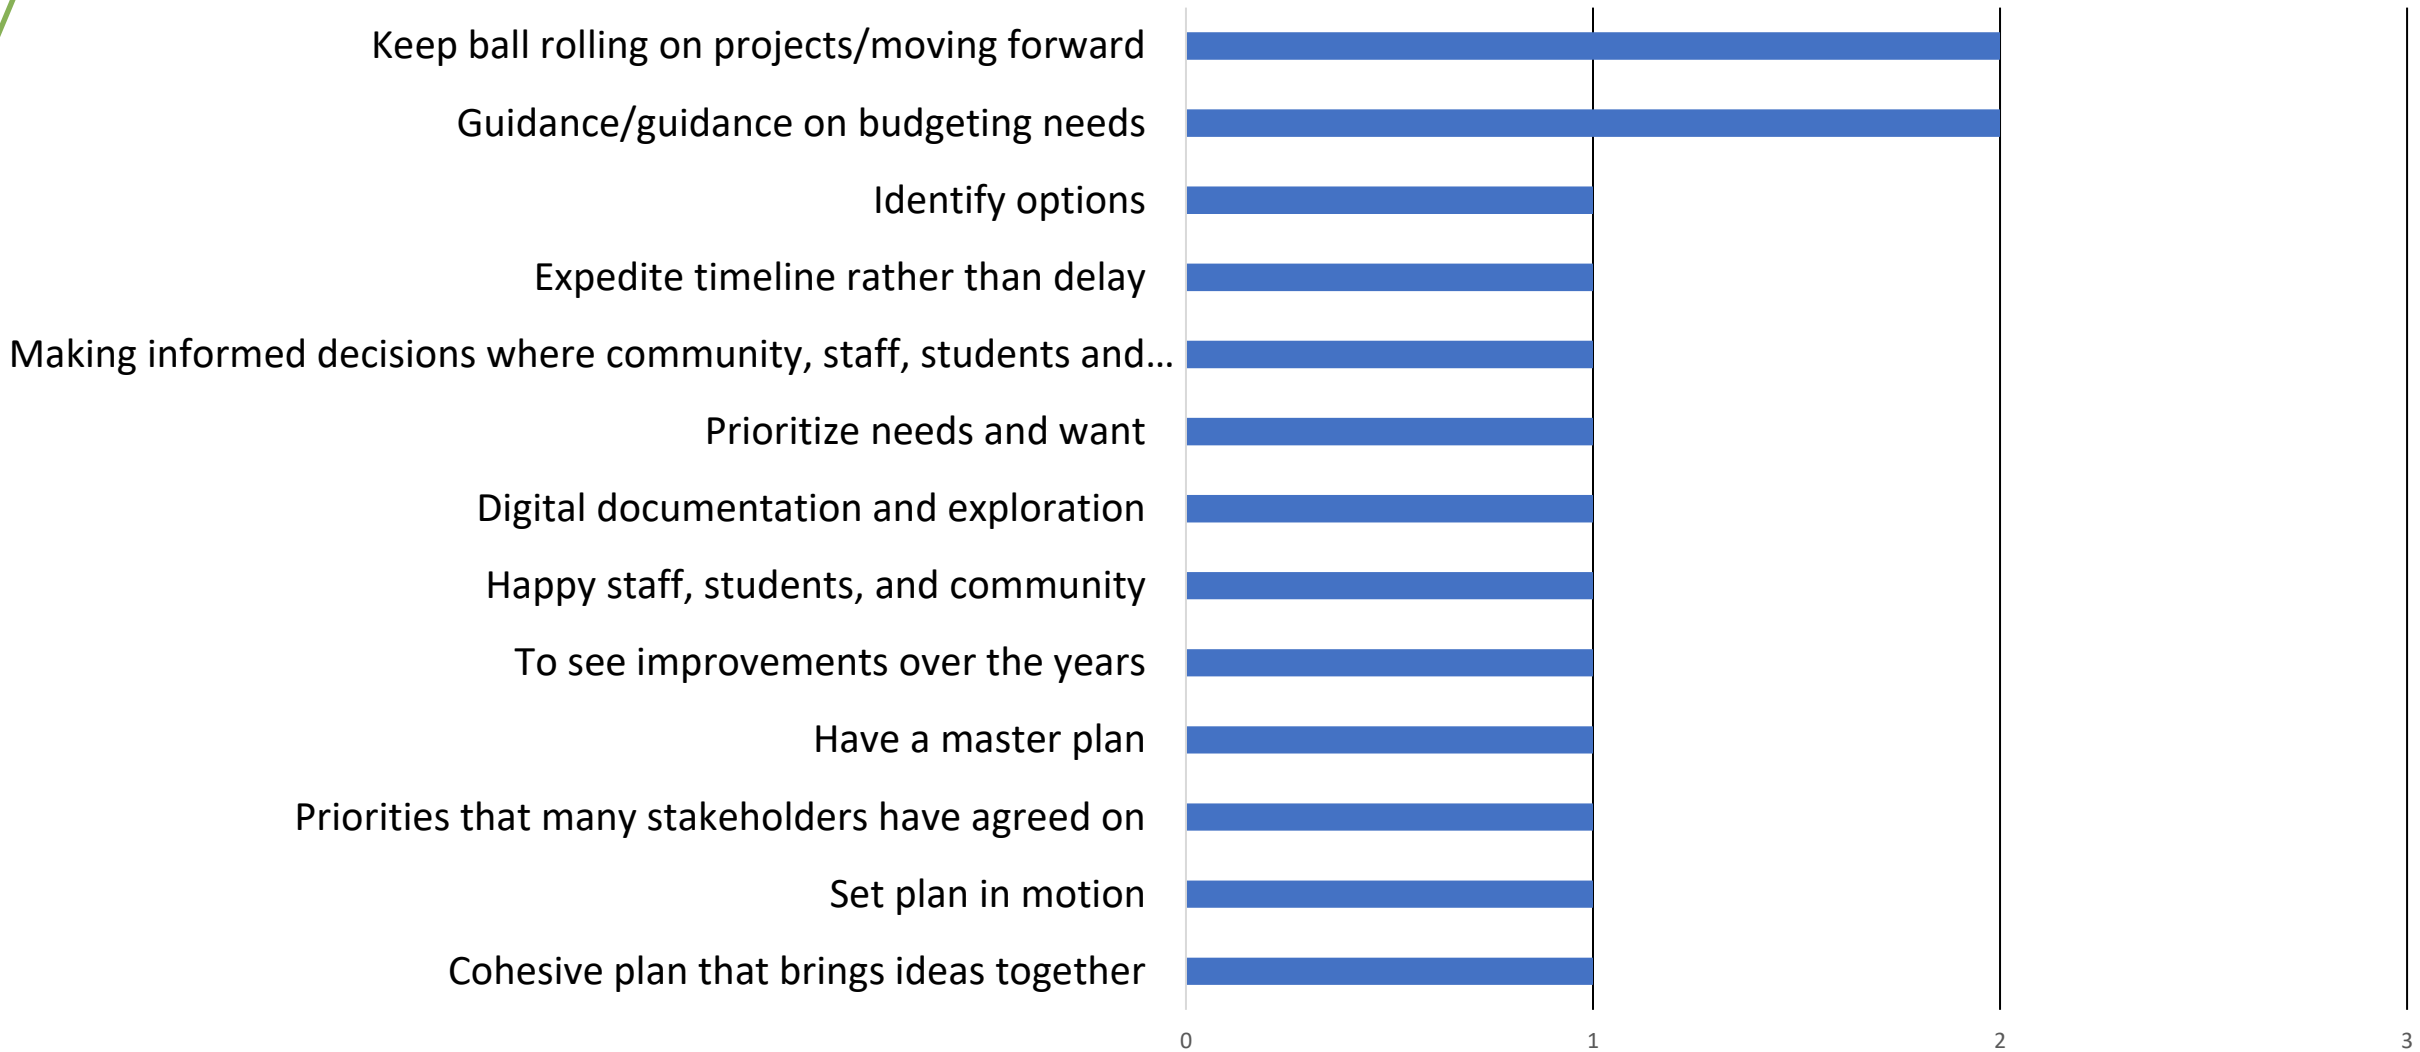 Keep ball rolling on projects/moving forward
Guidance/guidance on budgeting needs
Identify options
Expedite timeline rather than delay
Making informed decisions where community, staff, students and...
Prioritize needs and want
Digital documentation and exploration
Happy staff, students, and community
To see improvements over the years
Have a master plan
Priorities that many stakeholders have agreed on
Set plan in motion
Cohesive plan that brings ideas together
0 1 2 3